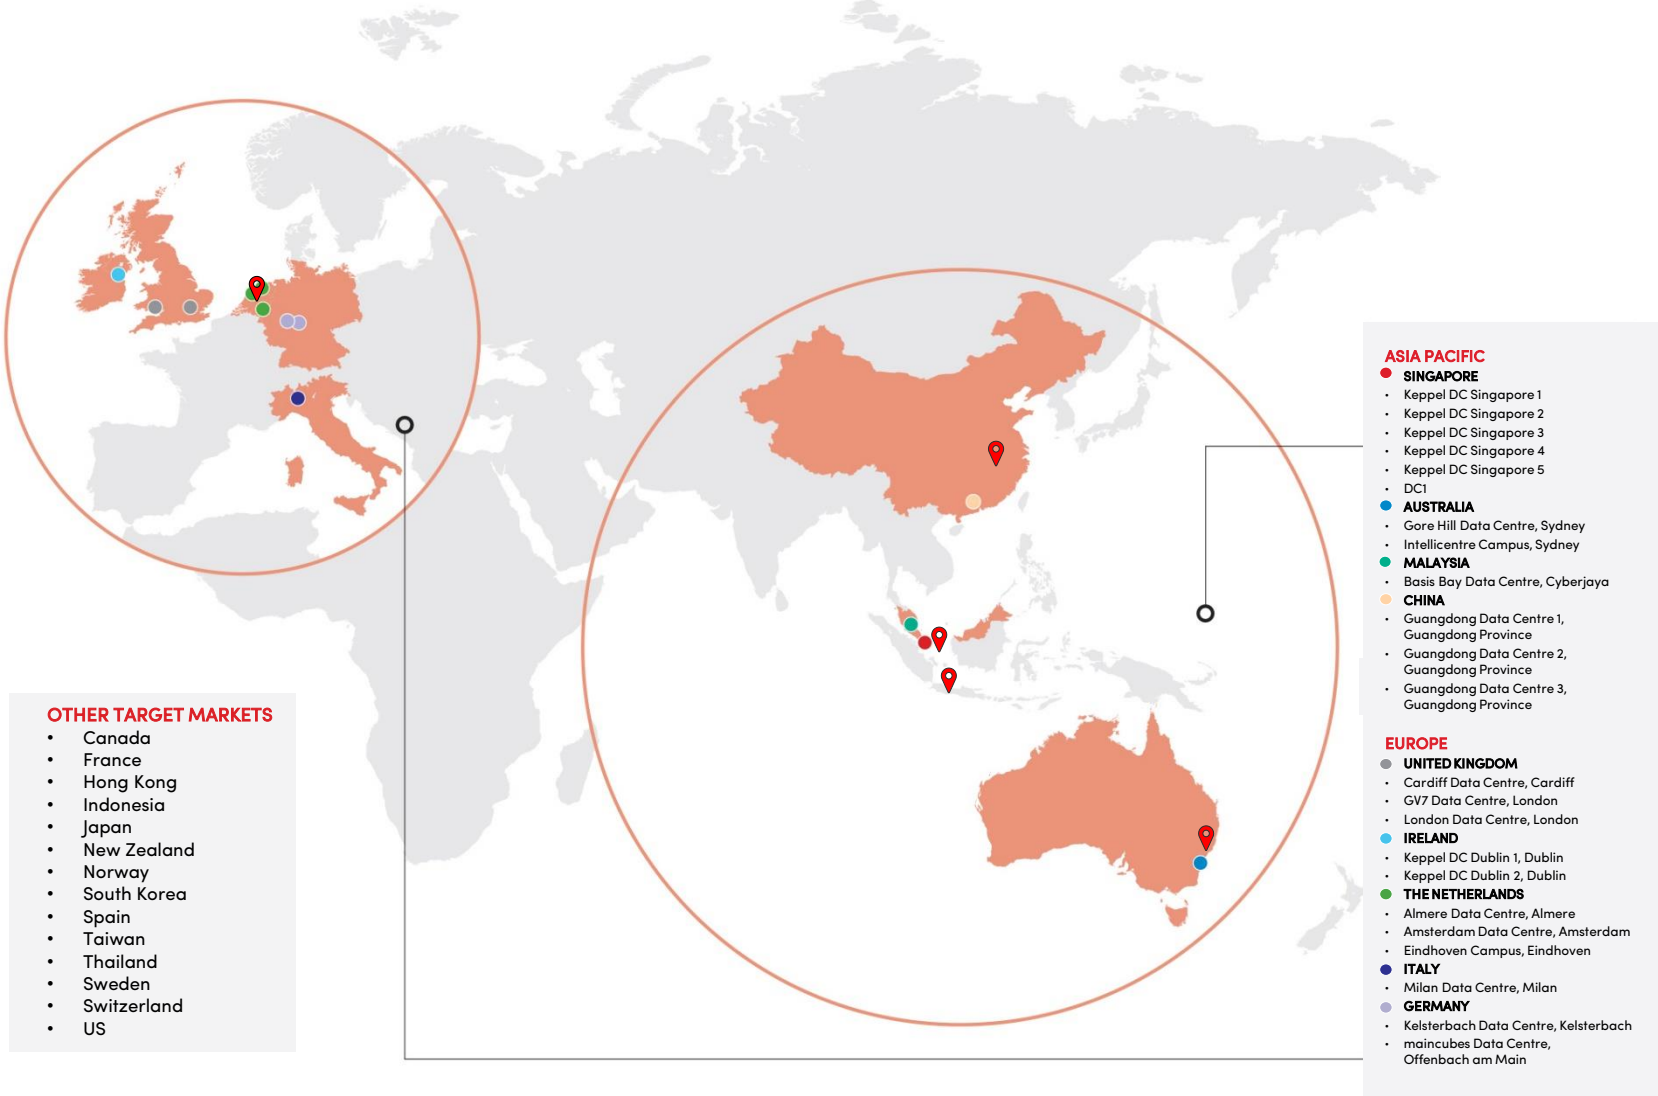 ASIA PACIFIC
SINGAPORE
• Keppel DC Singapore 1
• Keppel DC Singapore 2
• Keppel DC Singapore 3
• Keppel DC Singapore 4
• Keppel DC Singapore 5
• DC1
AUSTRALIA
• Gore Hill Data Centre, Sydney
• Intellicentre Campus, Sydney
MALAYSIA
• Basis Bay Data Centre, Cyberjaya
CHINA
• Guangdong Data Centre 1,
Guangdong Province
• Guangdong Data Centre 2,
Guangdong Province
• Guangdong Data Centre 3,
Guangdong Province
EUROPE
UNITED KINGDOM
• Cardiff Data Centre, Cardiff
• GV7 Data Centre, London
• London Data Centre, London
IRELAND
• Keppel DC Dublin 1, Dublin
• Keppel DC Dublin 2, Dublin
THE NETHERLANDS
• Almere Data Centre, Almere
• Amsterdam Data Centre, Amsterdam
• Eindhoven Campus, Eindhoven
ITALY
• Milan Data Centre, Milan
GERMANY
• Kelsterbach Data Centre, Kelsterbach
• maincubes Data Centre,
Offenbach am Main
OTHER TARGET MARKETS
• Canada
• France
• Hong Kong
• Indonesia
• Japan
• New Zealand
• Norway
• South Korea
• Spain
• Taiwan
• Thailand
• Sweden
• Switzerland
• US